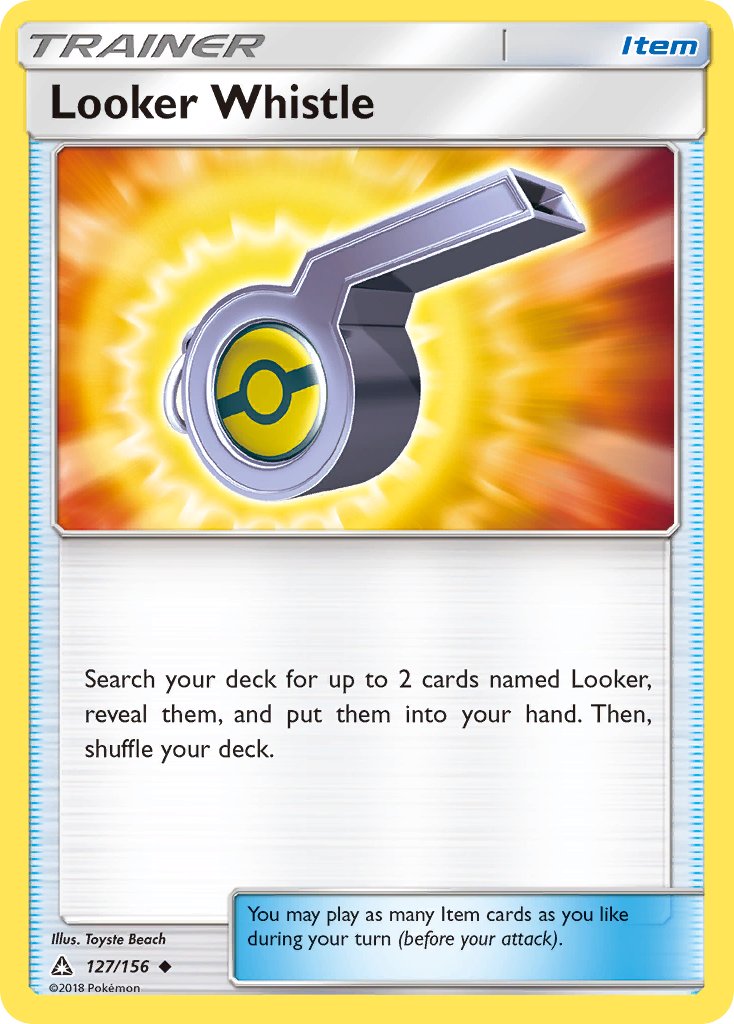 TRAINER Item
Looker Whistle
Search your deck for up to 2 cards named Looker,
reveal them, and put them into your hand. Then,
shuffle your deck.
You may play as many Item cards as you like
during your turn (before your attack).
Illus. Toyste Beach
127/156
©2018 Pokémon